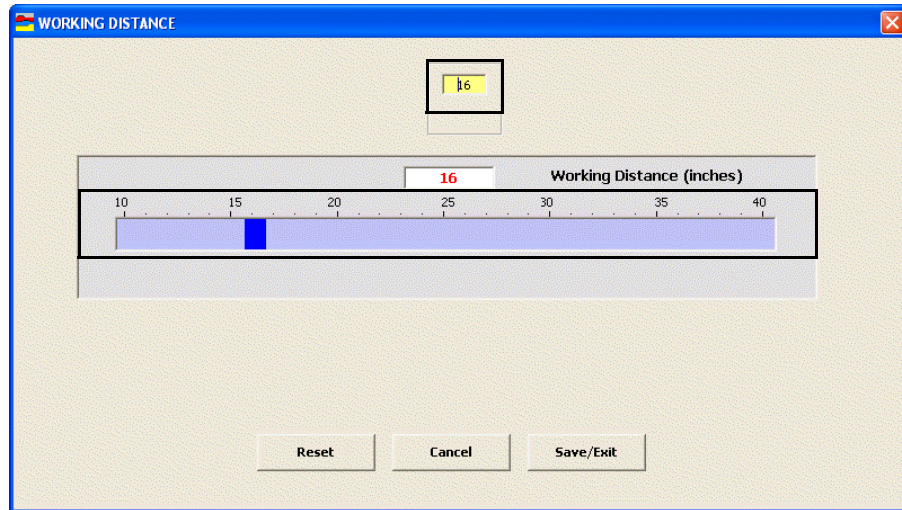 WORKING DISTANCE
16
16 Working Distance (inches)
10 15 20 25 30 35 40
Reset Cancel Save/Exit